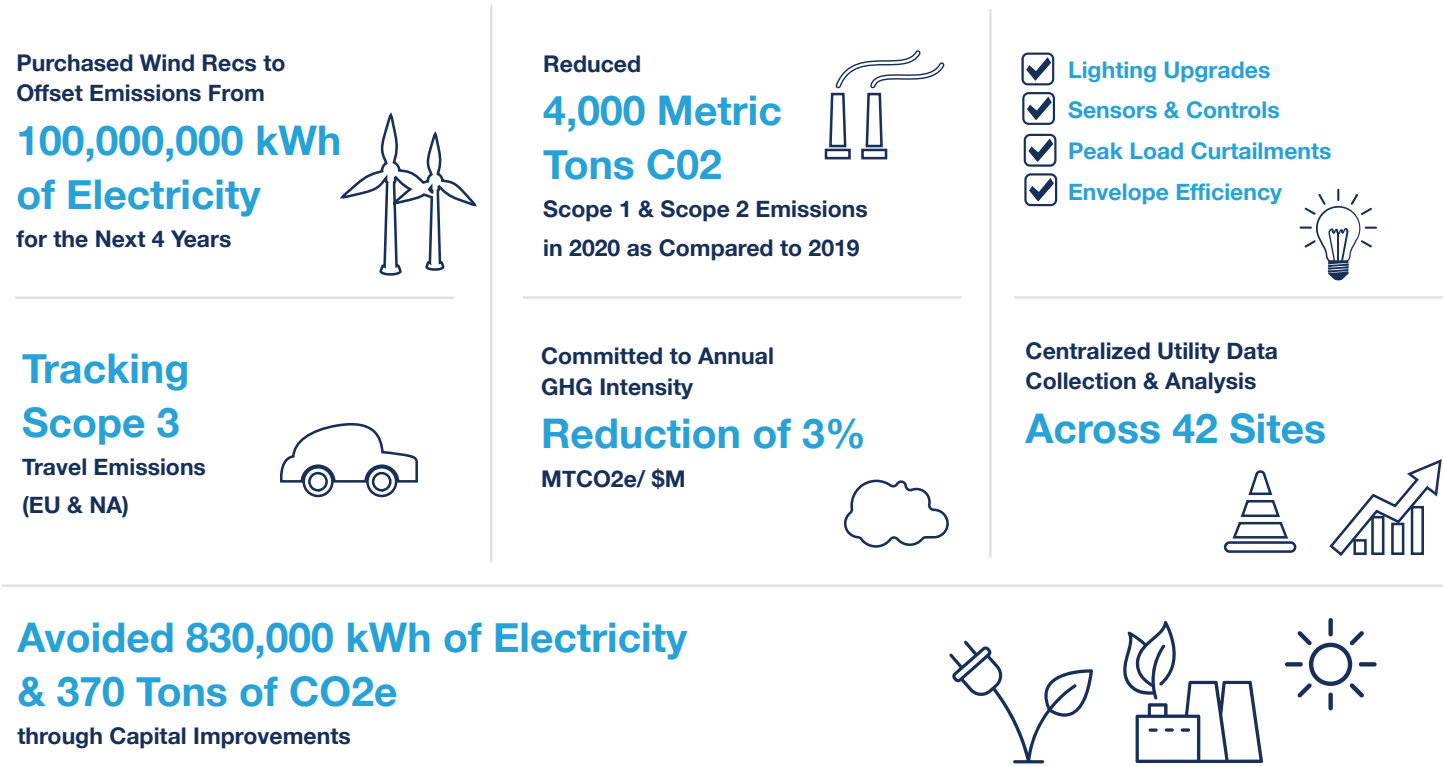 Purchased Wind Recs to
Offset Emissions From
100,000,000 kWh
of Electricity
for the Next 4 Years
Reduced
4,000 Metric
Tons C02
Scope 1 & Scope 2 Emissions
in 2020 as Compared to 2019
Lighting Upgrades
Sensors & Controls
Peak Load Curtailments
Envelope Efficiency
Tracking
Scope 3
Travel Emissions
(EU & NA)
Committed to Annual
GHG Intensity
Reduction of 3%
MTCO2e/ $M
Centralized Utility Data
Collection & Analysis
Across 42 Sites
Avoided 830,000 kWh of Electricity
& 370 Tons of CO2e
through Capital Improvements